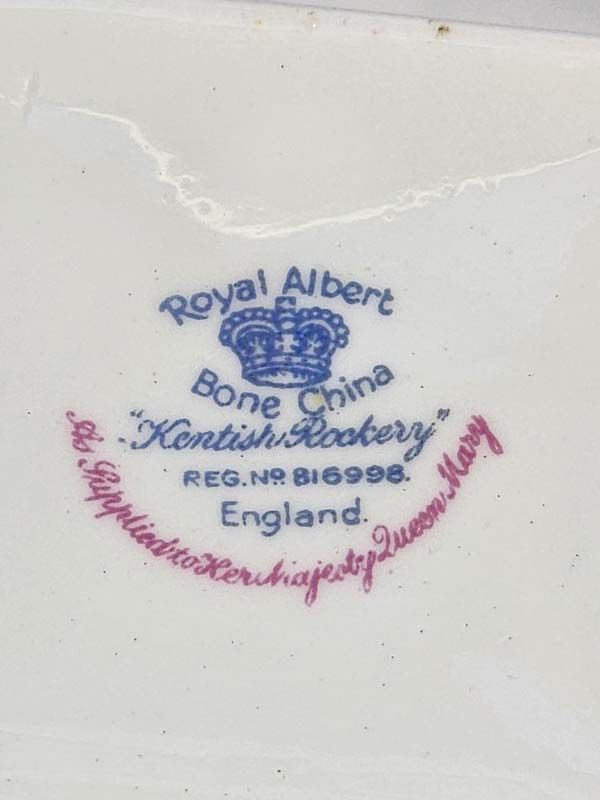 Royal Albert
Bone China
"Kentish Rockery"
REG. No 816998.
England.
As Supplied to Her Majesty Queen Mary